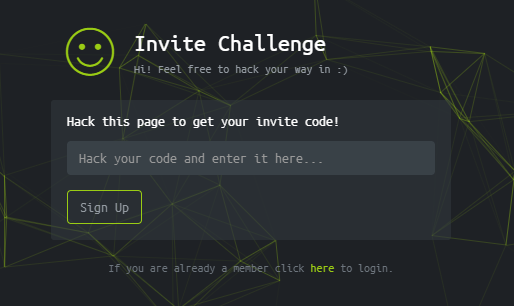 Invite Challenge
Hi! Feel free to hack your way in :)
Hack this page to get your invite code!
Hack your code and enter it here...
Sign Up
If you are already a member click here to login.